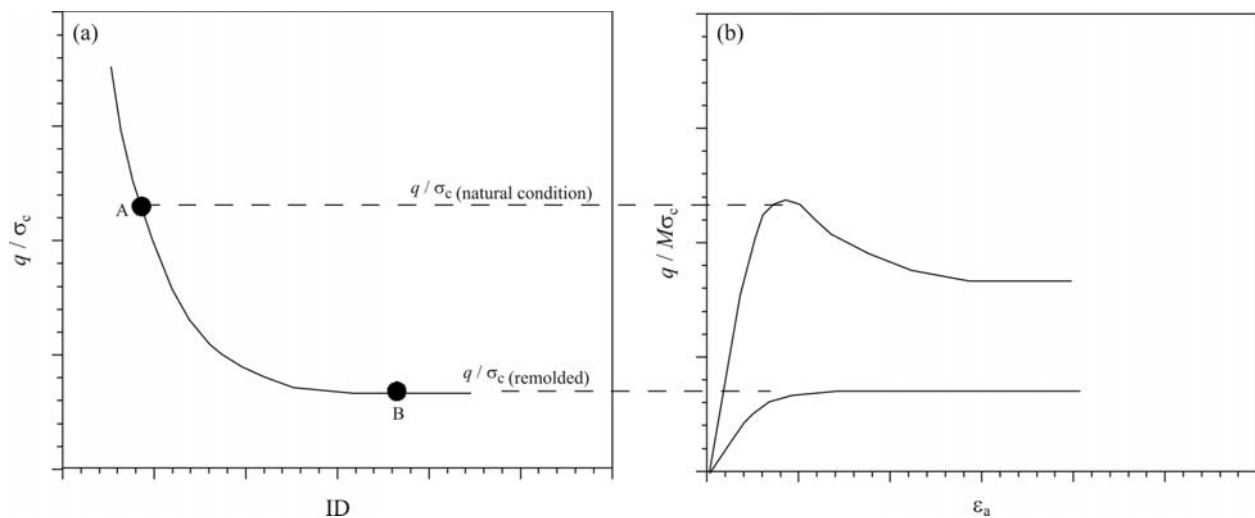 (a)
q / σc
A
q / σc (natural condition)
q / σc (remolded)
B
ID
(b)
q / Mσc
εa